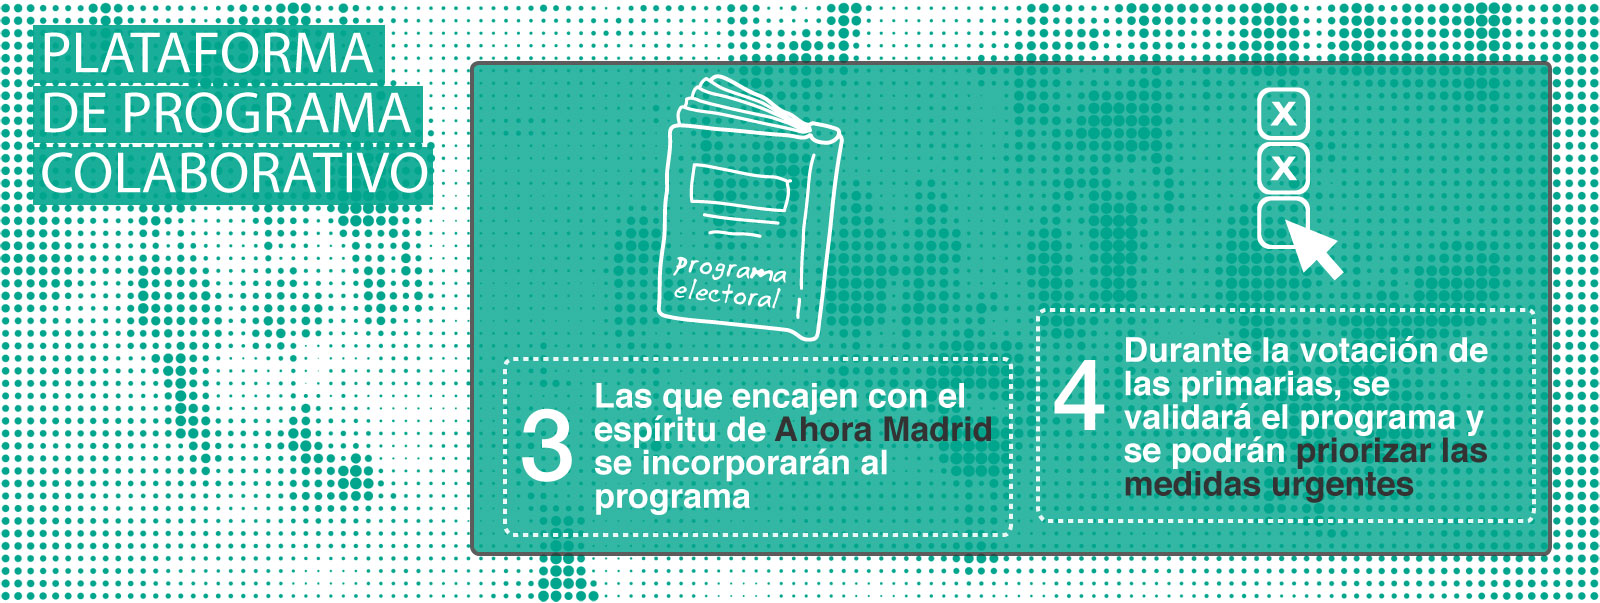 PLATAFORMA
DE PROGRAMA
COLABORATIVO
programa
electoral
3
Las que encajen con el
espíritu de Ahora Madrid
se incorporarán al
programa
X
X
4
Durante la votación de
las primarias, se
validará el programa y
se podrán priorizar las
medidas urgentes